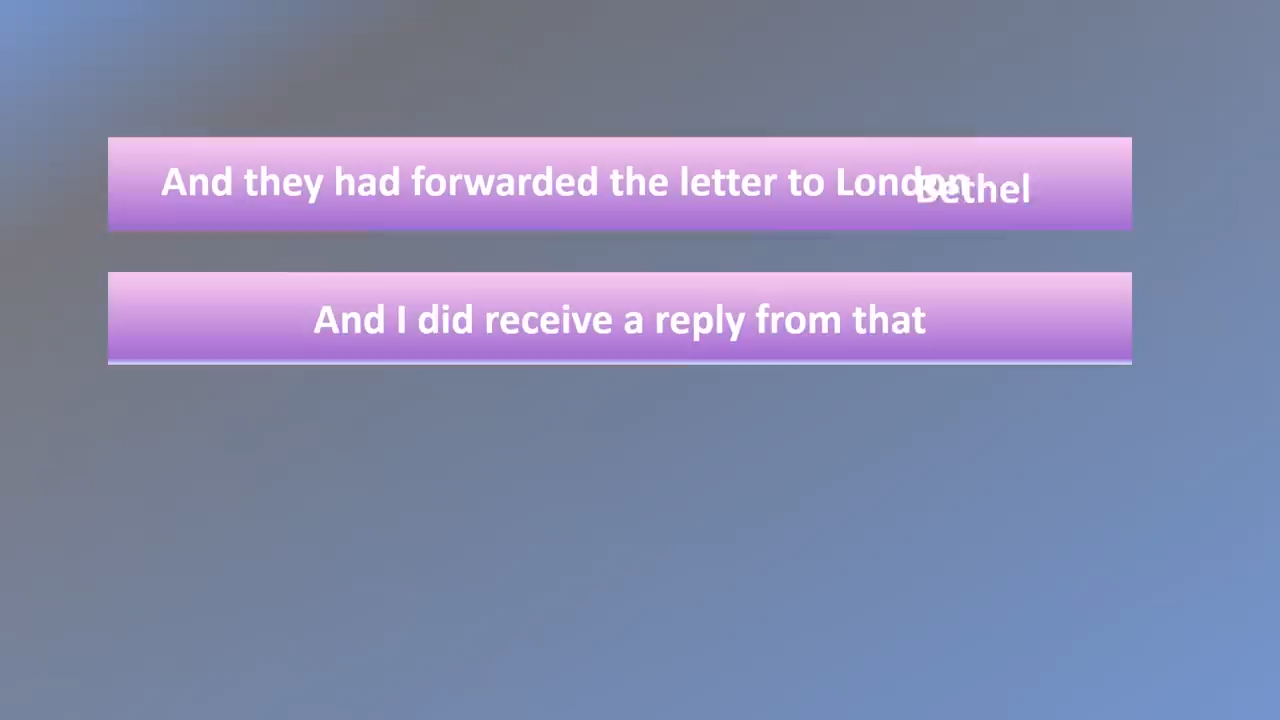 And they had forwarded the letter to London Bethel
And I did receive a reply from that